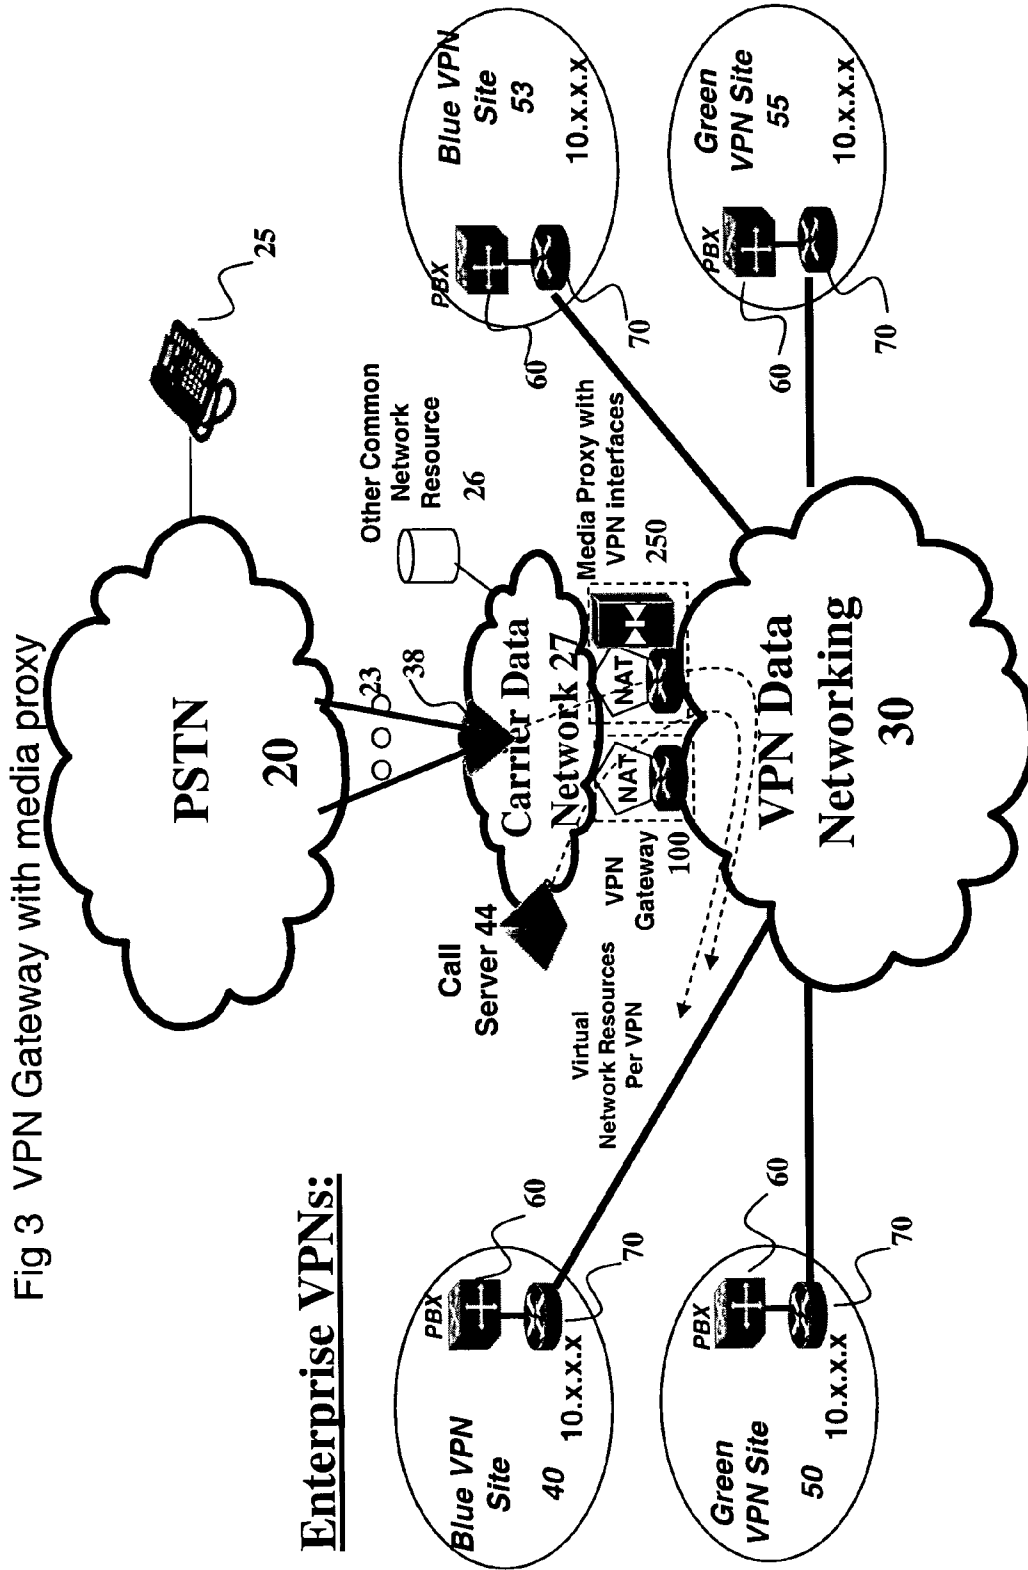 Fig 3 VPN Gateway with media proxy
PSTN
20
25
23
38
Other Common
Network
Resource
26
Enterprise VPNs:
Call
Server 44
Carrier Data
Network 27
Media Proxy with
VPN interfaces
250
NAT
NAT
VPN
Gateway
100
Virtual
Network Resources
Per VPN
VPN Data
Networking
30
Blue VPN
Site
40
PBX
10.x.x.x
60
70
Green
VPN Site
50
PBX
10.x.x.x
60
70
Blue VPN
Site
53
PBX
10.x.x.x
60
70
Green
VPN Site
55
PBX
10.x.x.x
60
70